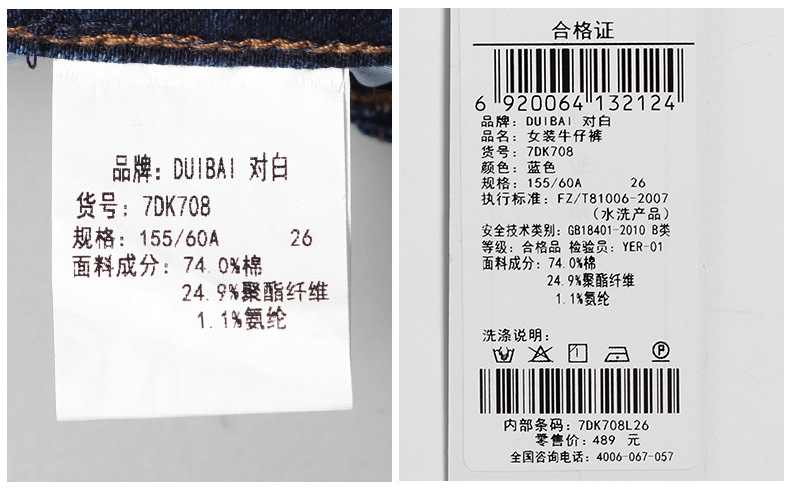 品牌：DUIBAI 对白
货号：7DK708
规格：155/60A 26
面料成分：74.0%棉
24.9%聚酯纤维
1.1%氨纶
合格证
6 920064 132124
品牌：DUIBAI 对白
品名：女装牛仔裤
货号：7DK708
颜色：蓝色
规格：155/60A 26
执行标准：FZ/T81006-2007
（水洗产品）
安全技术类别：GB18401-2010 B类
等级：合格品 检验员：YER-01
面料成分：74.0%棉
24.9%聚酯纤维
1.1%氨纶
洗涤说明：
P
内部条码：7DK708L26
零售价：489 元
全国咨询电话：4006-067-057